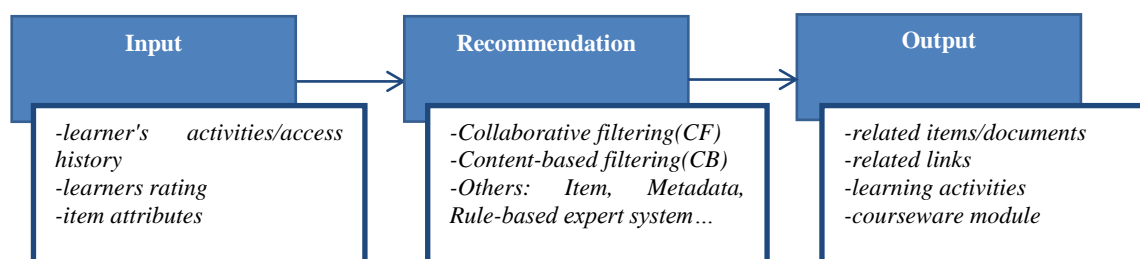 Input
-learner's activities/access
history
-learners rating
-item attributes
Recommendation
-Collaborative filtering(CF)
-Content-based filtering(CB)
-Others: Item, Metadata,
Rule-based expert system…
Output
-related items/documents
-related links
-learning activities
-courseware module